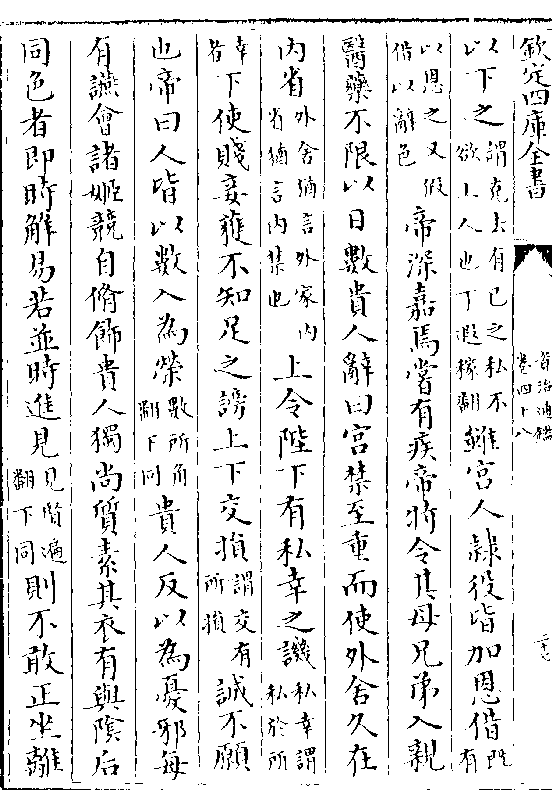 欽定四庫全書
資治通鑑
卷四十八
以下之謂克去有己之私不
欲上人也下遐稼翻雖宮人隸役皆加恩借既有
以恩之又假
借以辭色帝深嘉焉嘗有疾帝特令其母兄弟入親
醫藥不限以日數貴人辭曰宮禁至重而使外舍久在
內省外舍猶言外家內
省猶言內禁也上令陛下有私幸之譏私幸謂
私於所
幸者下使賤妾蘿不知足之謗上下交損謂交有
所損誠不願
也帝曰人皆以數入為榮數所角
翻下同貴人反以為憂邪每
有讌會諸姬競自脩飾貴人獨尚質素其衣有與陰后
同色者即時解易若並時進見見賢遍
翻下同則不敢正坐離